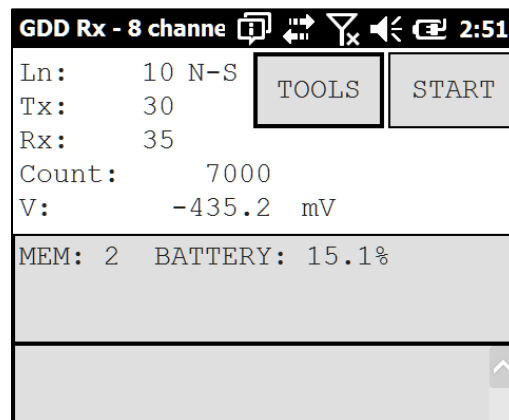 GDD Rx - 8 channe 2:51
Ln: 10 N-S
TOOLS START
Tx: 30
Rx: 35
Count: 7000
V: -435.2 mV
MEM: 2 BATTERY: 15.1%